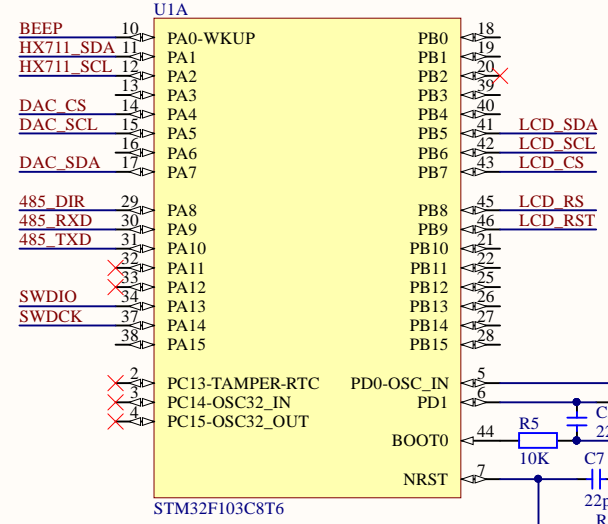 U1A
BEEP 10 PA0-WKUP PB0 18
HX711_SDA 11 PA1 PB1 19
HX711_SCL 12 PA2 PB2 20
13 PA3 PB3 39
DAC_CS 14 PA4 PB4 40
DAC_SCL 15 PA5 PB5 41 LCD_SDA
16 PA6 PB6 42 LCD_SCL
DAC_SDA 17 PA7 PB7 43 LCD_CS
485_DIR 29 PA8 PB8 45 LCD_RS
485_RXD 30 PA9 PB9 46 LCD_RST
485_TXD 31 PA10 PB10 21
32 PA11 PB11 22
33 PA12 PB12 25
SWDIO 34 PA13 PB13 26
SWDCK 37 PA14 PB14 27
38 PA15 PB15 28
2 PC13-TAMPER-RTC PD0-OSC_IN 5
3 PC14-OSC32_IN PD1 6
4 PC15-OSC32_OUT
BOOT0 44 R5 10K
C
22
NRST 7 C7
22p
R
STM32F103C8T6